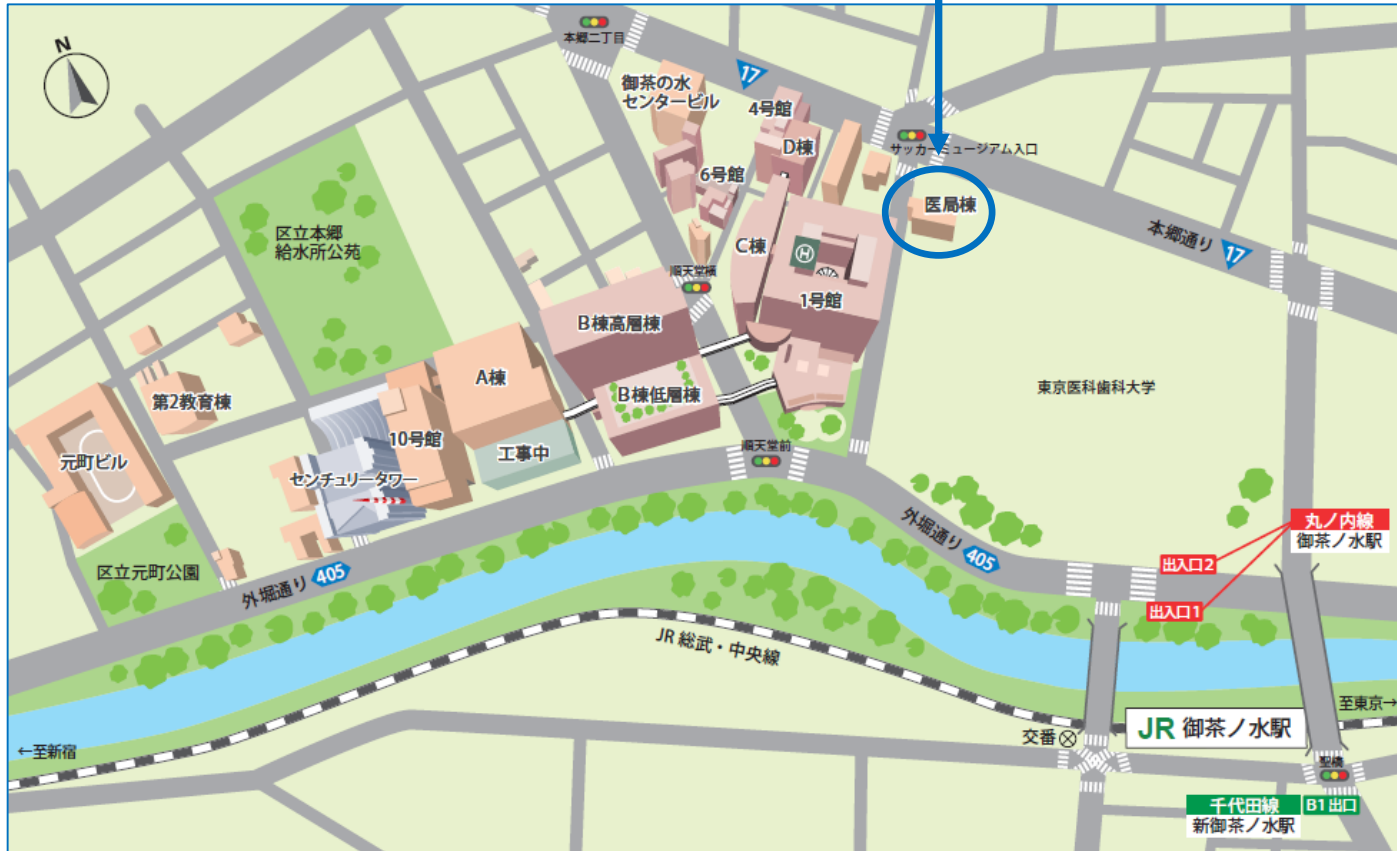 N
本郷二丁目
17
御茶の水
センタービル
4号館
D棟
サッカーミュージアム入口
6号館
医局棟
区立本郷
給水所公苑
本郷通り 17
C棟
H
順天堂横
1号館
B棟高層棟
A棟
B棟低層棟
東京医科歯科大学
第2教育棟
10号館
工事中
順天堂前
元町ビル
センチュリータワー
外堀通り 405
丸ノ内線
御茶ノ水駅
出入口2
区立元町公園
外堀通り 405
出入口1
JR 総武・中央線
至東京→
JR 御茶ノ水駅
交番
←至新宿
聖橋
千代田線
B1出口
新御茶ノ水駅